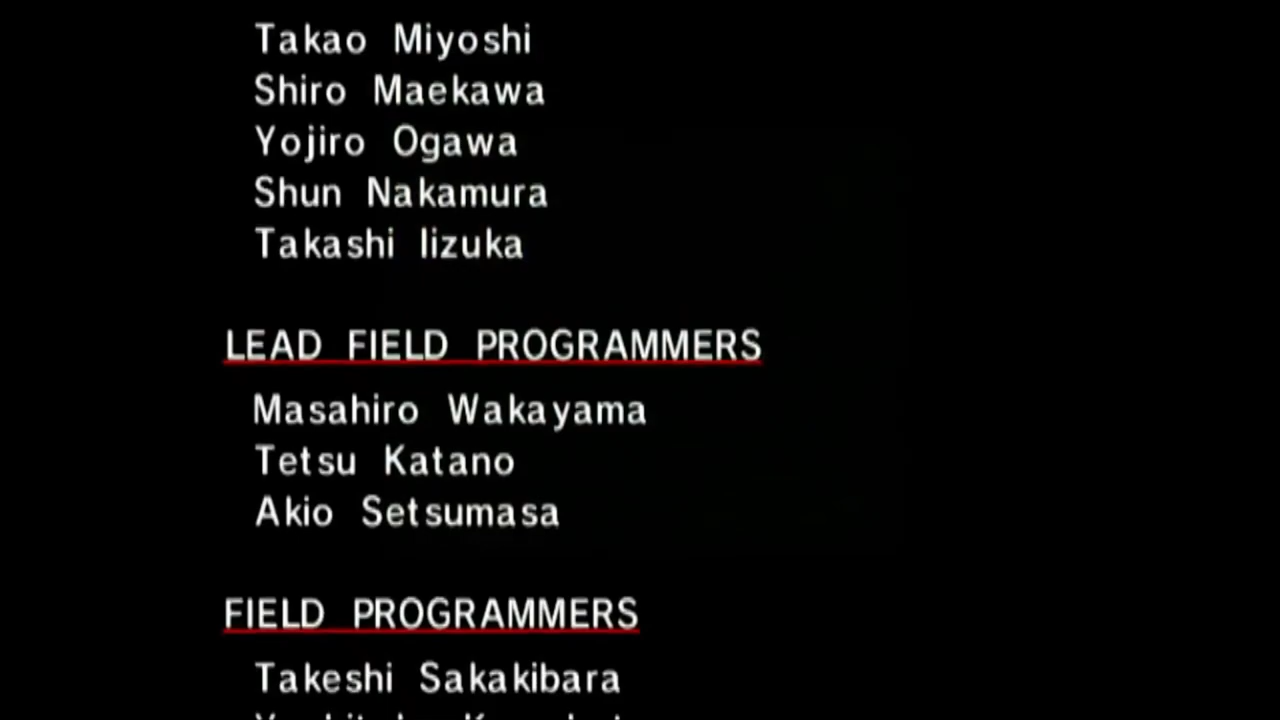 Takao Miyoshi
Shiro Maekawa
Yojiro Ogawa
Shun Nakamura
Takashi Iizuka
LEAD FIELD PROGRAMMERS
Masahiro Wakayama
Tetsu Katano
Akio Setsumasa
FIELD PROGRAMMERS
Takeshi Sakakibara